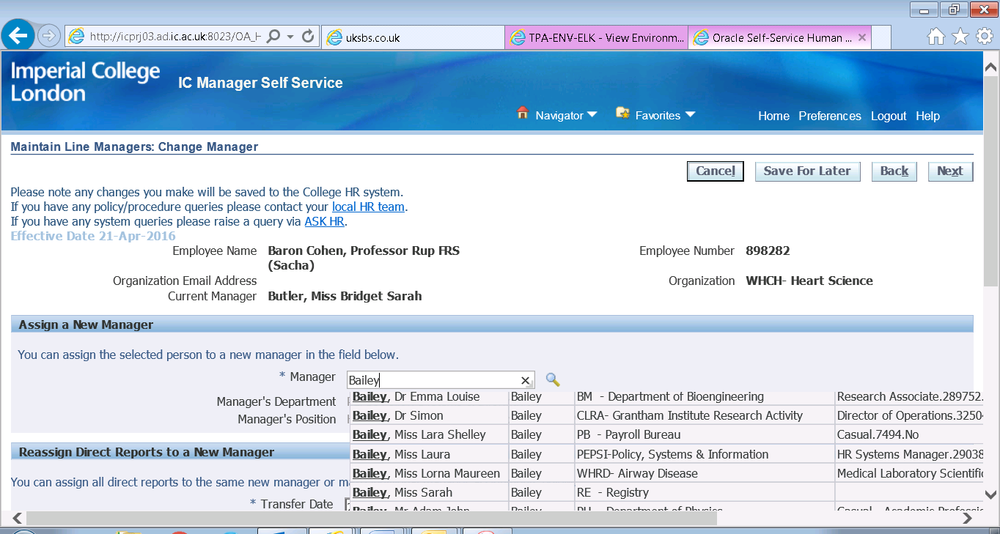 http://icprj03.ad.ic.ac.uk:8023/OA_H
uksbs.co.uk
TPA-ENV-ELK - View Environm...
Oracle Self-Service Human ...
Imperial College
London
IC Manager Self Service
Navigator
Favorites
Home Preferences Logout Help
Maintain Line Managers: Change Manager
Cancel Save For Later Back Next
Please note any changes you make will be saved to the College HR system.
If you have any policy/procedure queries please contact your local HR team.
If you have any system queries please raise a query via ASK HR.
Effective Date 21-Apr-2016
Employee Name Baron Cohen, Professor Rup FRS
(Sacha)
Employee Number 898282
Organization Email Address
Organization WHCH- Heart Science
Current Manager Butler, Miss Bridget Sarah
Assign a New Manager
You can assign the selected person to a new manager in the field below.
* Manager Bailey
Manager's Department
Manager's Position
Bailey, Dr Emma Louise Bailey BM - Department of Bioengineering Research Associate.289752.
Bailey, Dr Simon Bailey CLRA- Grantham Institute Research Activity Director of Operations.3250
Bailey, Miss Lara Shelley Bailey PB - Payroll Bureau Casual.7494.No
Bailey, Miss Laura Bailey PEPSI-Policy, Systems & Information HR Systems Manager.29038
Bailey, Miss Lorna Maureen Bailey WHRD- Airway Disease Medical Laboratory Scientific
Bailey, Miss Sarah Bailey RE - Registry
Bailey, Mr Adam John Bailey PH - Department of Physics Casual - Academic Professi
Reassign Direct Reports to a New Manager
You can assign all direct reports to the same new manager or m
* Transfer Date